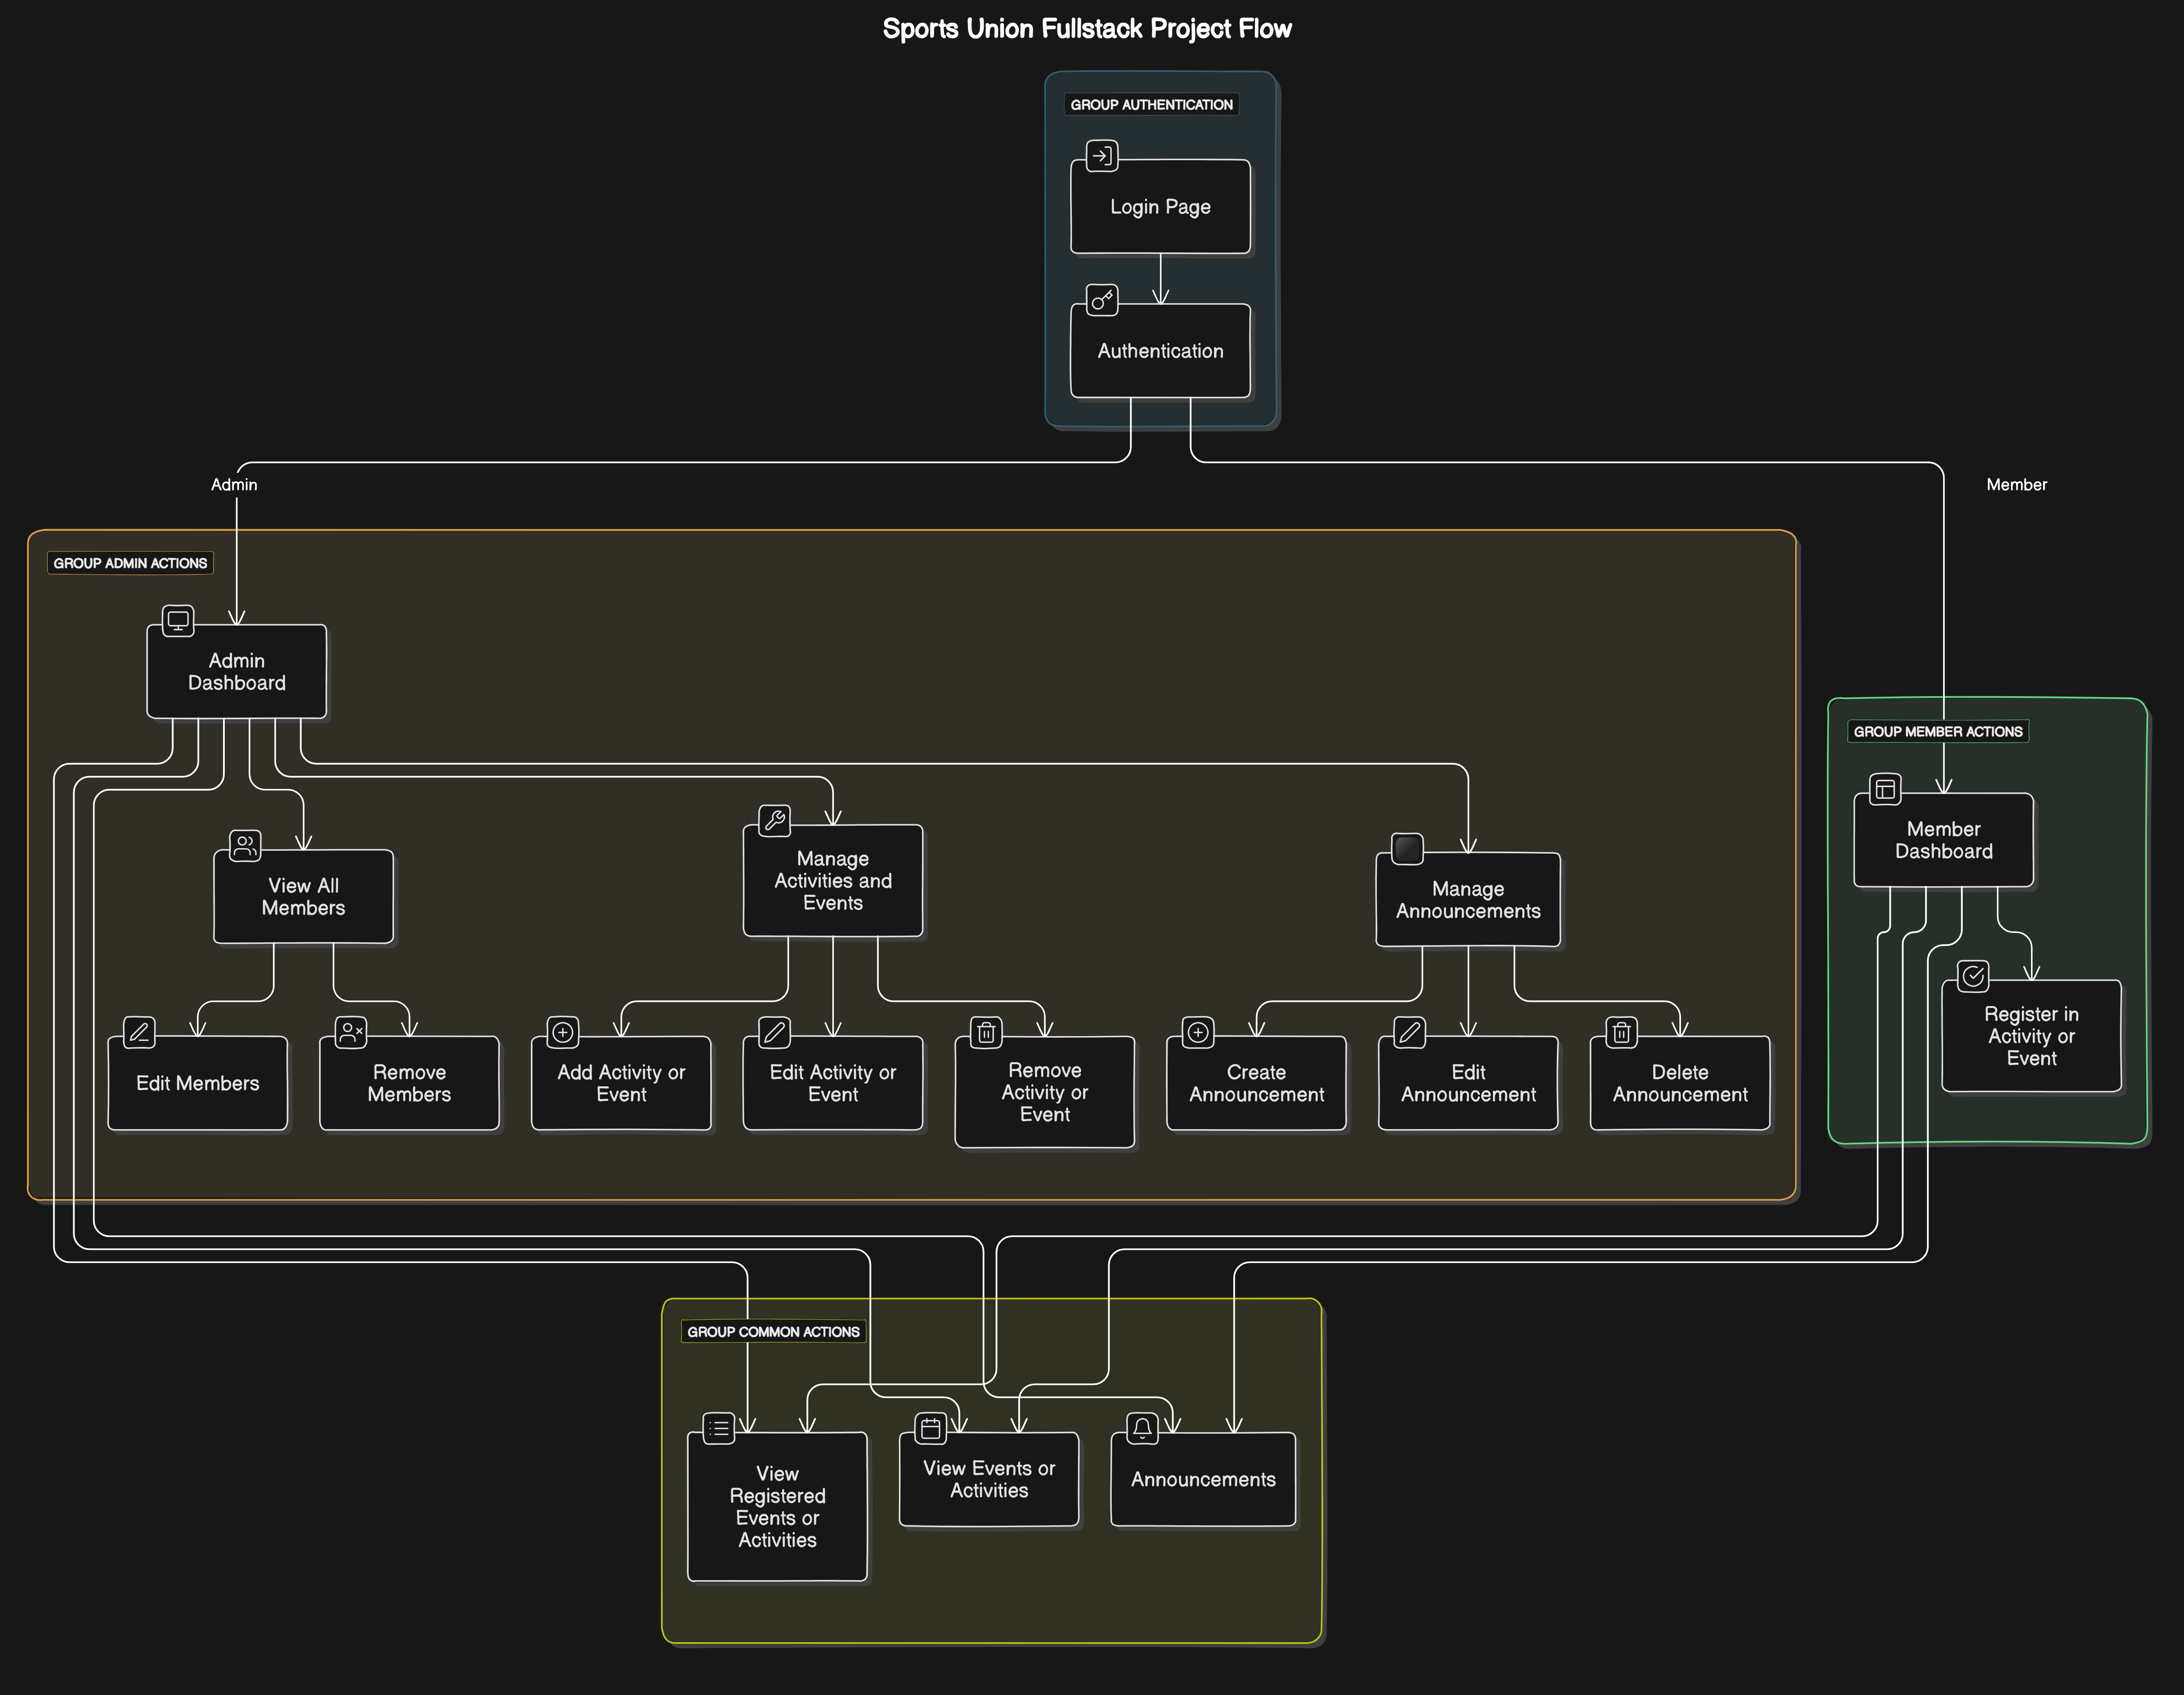 Sports Union Fullstack Project Flow
GROUP AUTHENTICATION
Login Page
Authentication
Admin
Member
GROUP ADMIN ACTIONS
Admin
Dashboard
GROUP MEMBER ACTIONS
Member
Dashboard
View All
Members
Manage
Activities and
Events
Manage
Announcements
Register in
Activity or
Event
Edit Members
Remove
Members
Add Activity or
Event
Edit Activity or
Event
Remove
Activity or
Event
Create
Announcement
Edit
Announcement
Delete
Announcement
GROUP COMMON ACTIONS
View
Registered
Events or
Activities
View Events or
Activities
Announcements